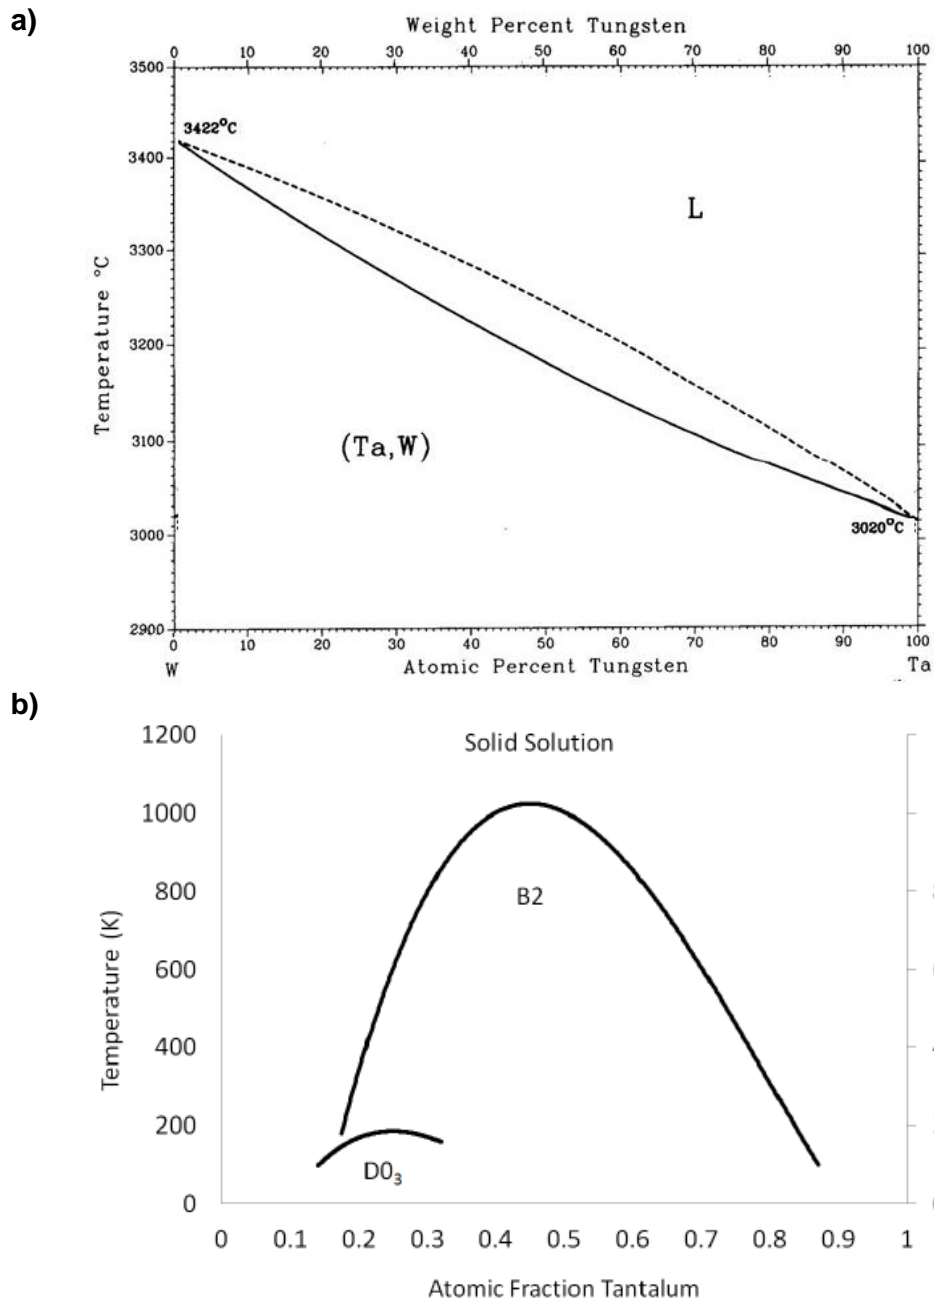 a)
Weight Percent Tungsten
0 10 20 30 40 50 60 70 80 90 100
3500
3422°C
3400
L
3300
Temperature °C
3200
3100
(Ta,W)
3020°C
3000
2900
0 10 20 30 40 50 60 70 80 90 100
W Atomic Percent Tungsten Ta
b)
1200
Solid Solution
1000
800
B2
Temperature (K)
600
400
200
D0₃
0
0 0.1 0.2 0.3 0.4 0.5 0.6 0.7 0.8 0.9 1
Atomic Fraction Tantalum